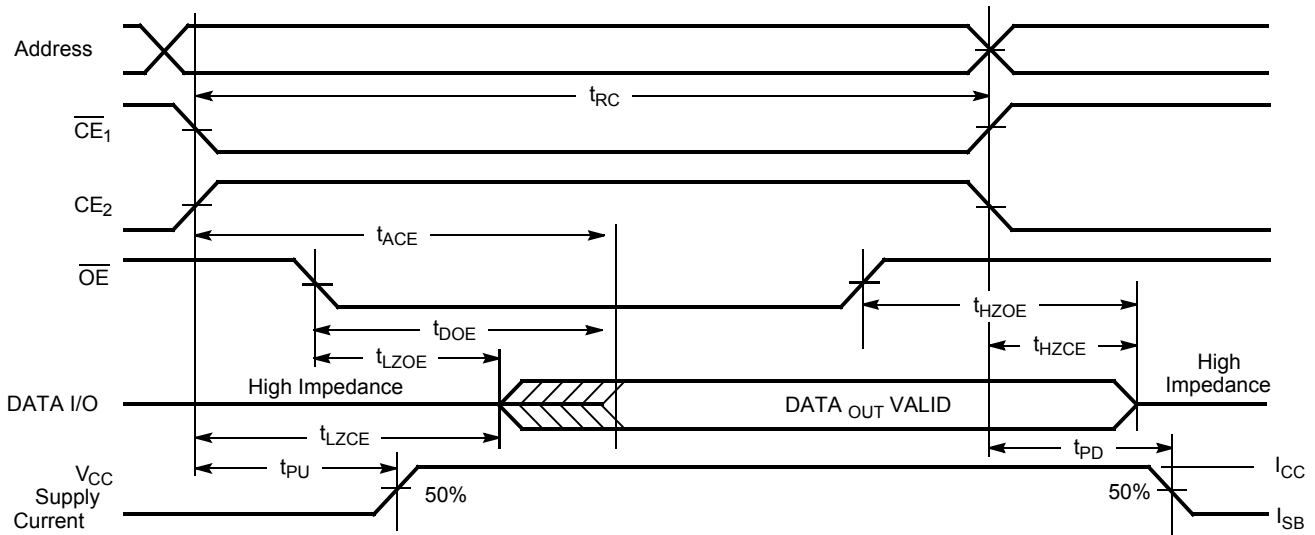 Address
tRC
CE1
CE2
tACE
OE
tHZOE
tDOE
tHZCE
tLZOE
High Impedance
High
Impedance
DATA I/O
DATA OUT VALID
tLZCE
tPD
tPU
VCC
Supply
Current
50%
50%
ICC
ISB